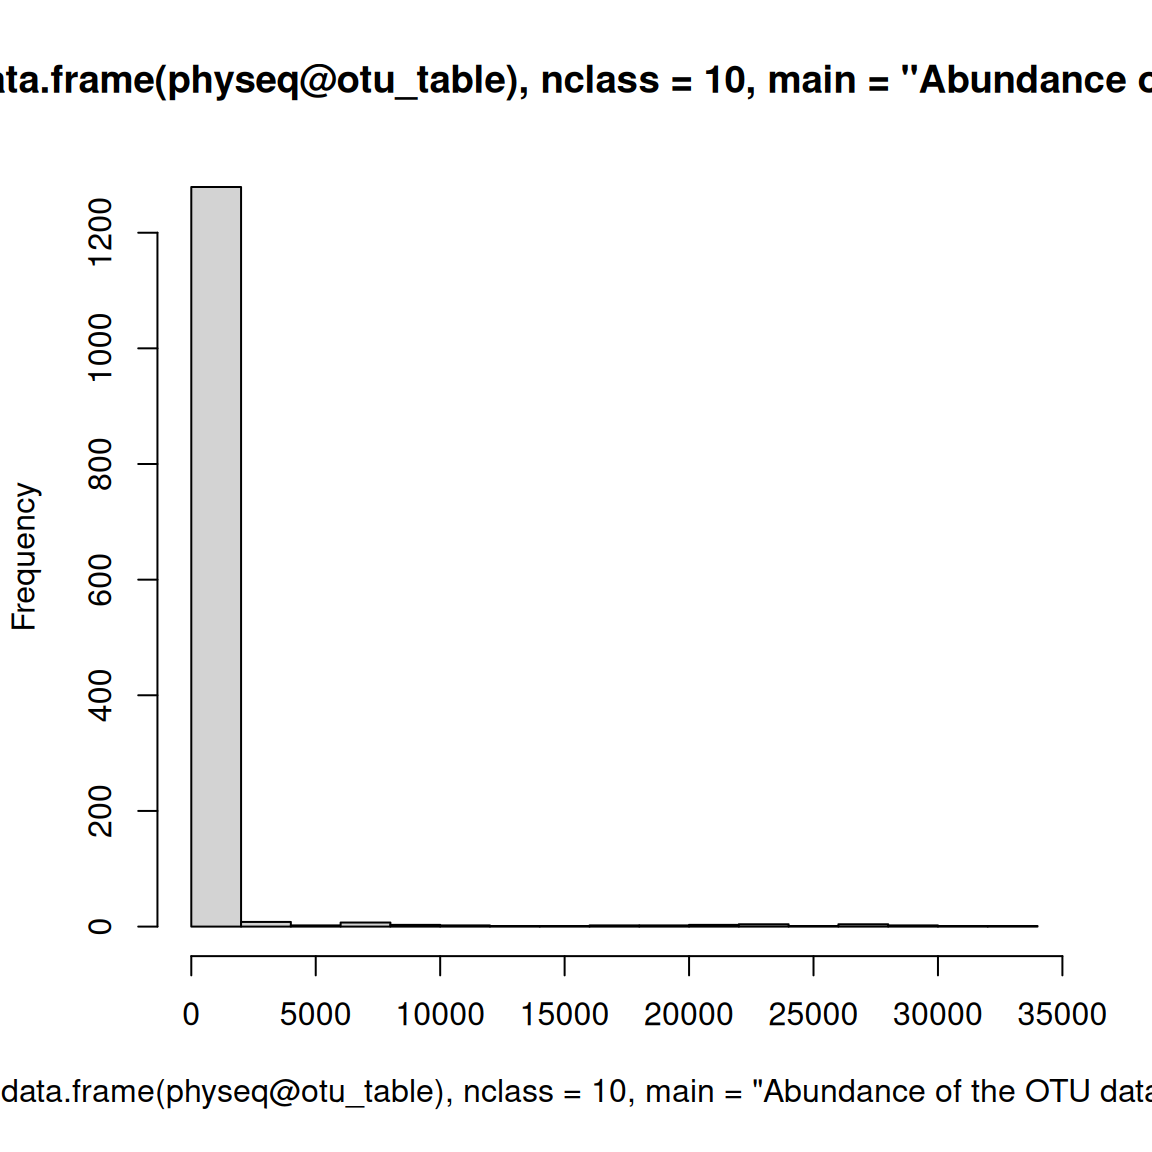 ata.frame(physeq@otu_table), nclass = 10, main = "Abundance o
Frequency
1200
1000
800
600
400
200
0
0 5000 10000 15000 20000 25000 30000 35000
data.frame(physeq@otu_table), nclass = 10, main = "Abundance of the OTU data